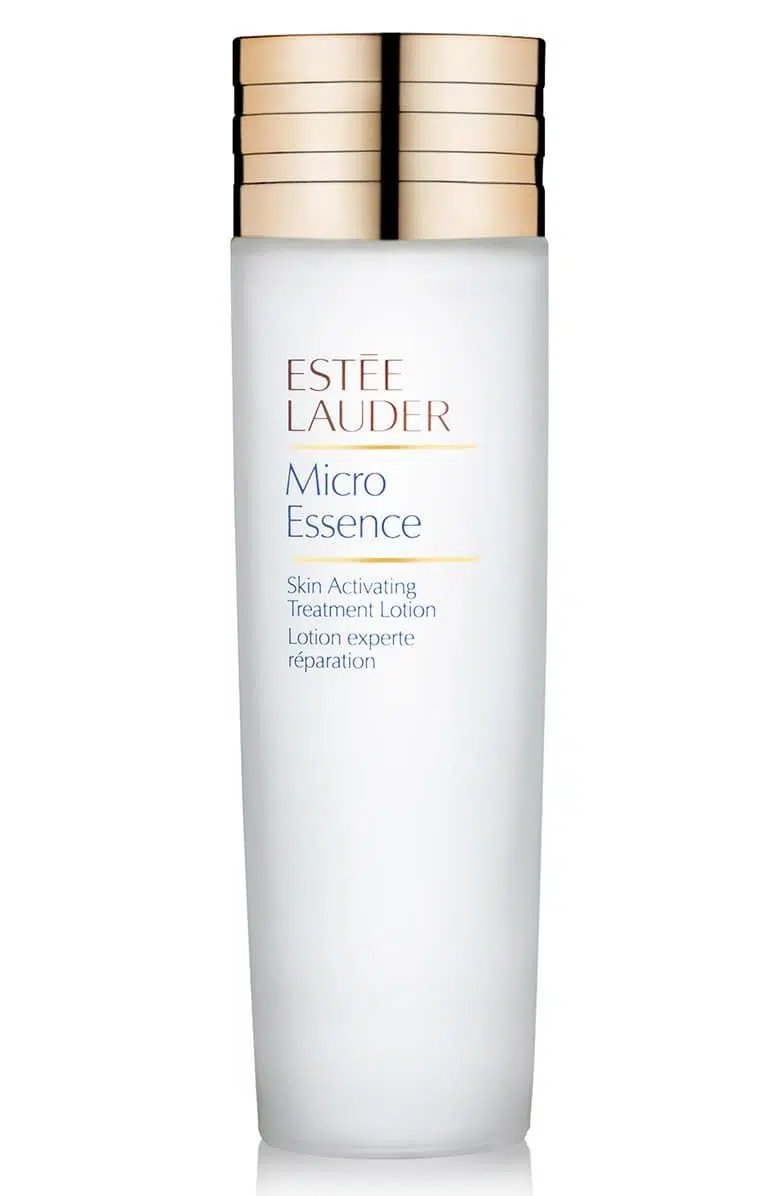 ESTĒE
LAUDER
Micro
Essence
Skin Activating
Treatment Lotion
Lotion experte
réparation